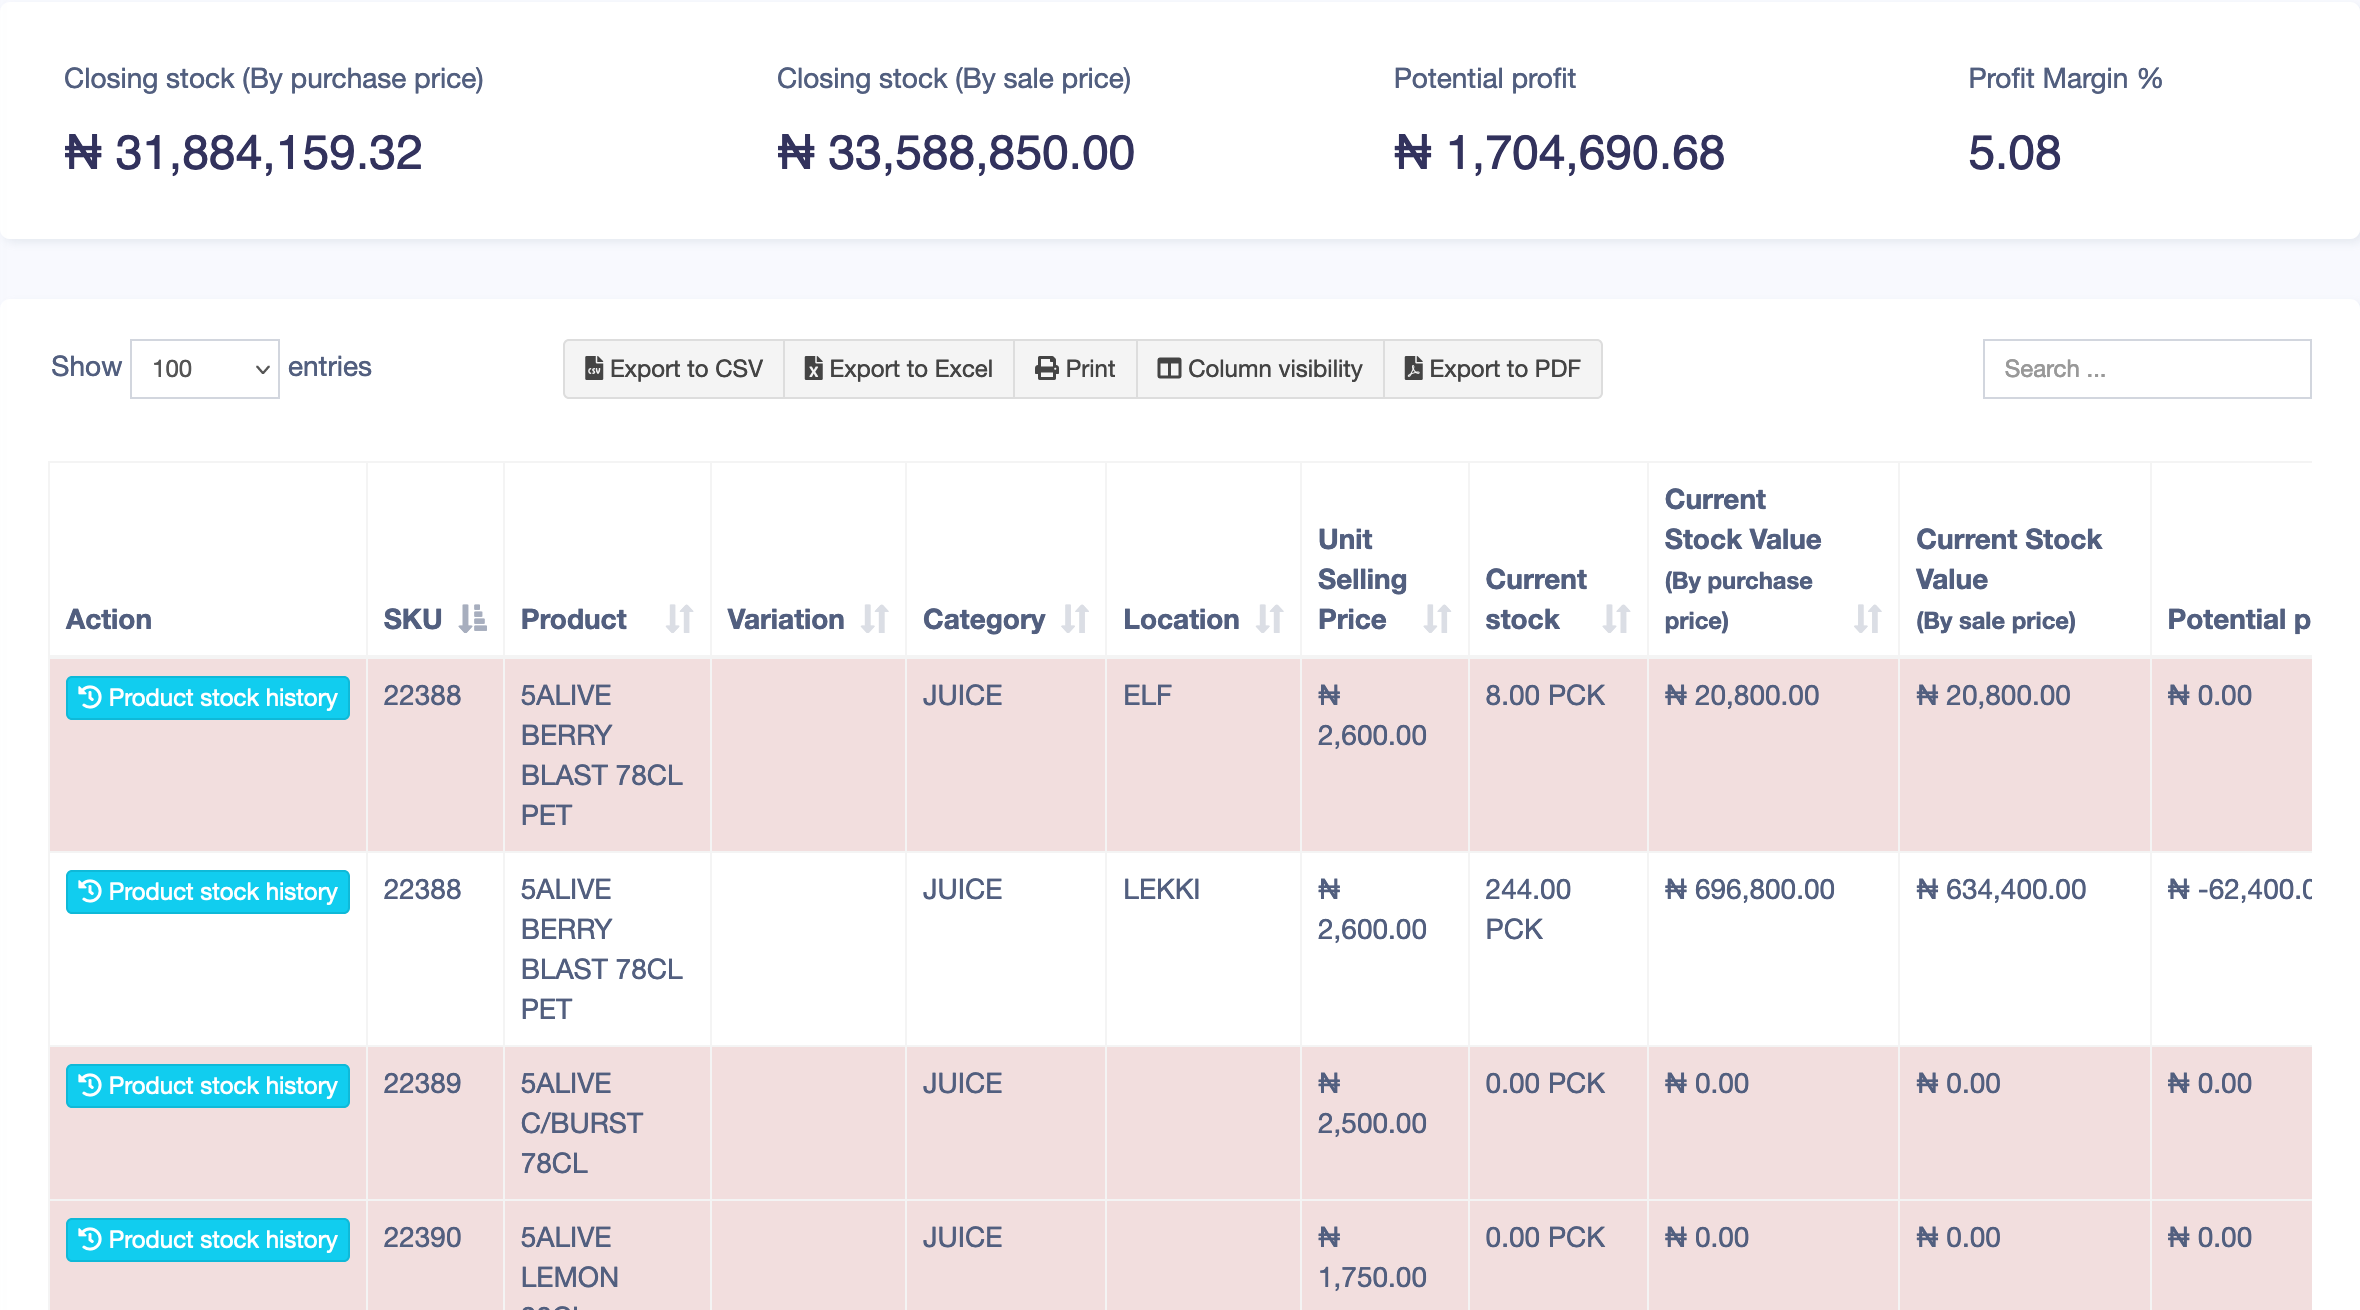 Closing stock (By purchase price)
₦ 31,884,159.32
Closing stock (By sale price)
₦ 33,588,850.00
Potential profit
₦ 1,704,690.68
Profit Margin %
5.08
Show 100 entries
Export to CSV
Export to Excel
Print
Column visibility
Export to PDF
Search ...
Action
SKU
Product
Variation
Category
Location
Unit
Selling
Price
Current
stock
Current
Stock Value
(By purchase
price)
Current Stock
Value
(By sale price)
Potential p
Product stock history
22388
5ALIVE
BERRY
BLAST 78CL
PET
JUICE
ELF
₦
2,600.00
8.00 PCK
₦ 20,800.00
₦ 20,800.00
₦ 0.00
Product stock history
22388
5ALIVE
BERRY
BLAST 78CL
PET
JUICE
LEKKI
₦
2,600.00
244.00
PCK
₦ 696,800.00
₦ 634,400.00
₦ -62,400.0
Product stock history
22389
5ALIVE
C/BURST
78CL
JUICE
₦
2,500.00
0.00 PCK
₦ 0.00
₦ 0.00
₦ 0.00
Product stock history
22390
5ALIVE
LEMON
JUICE
₦
1,750.00
0.00 PCK
₦ 0.00
₦ 0.00
₦ 0.00